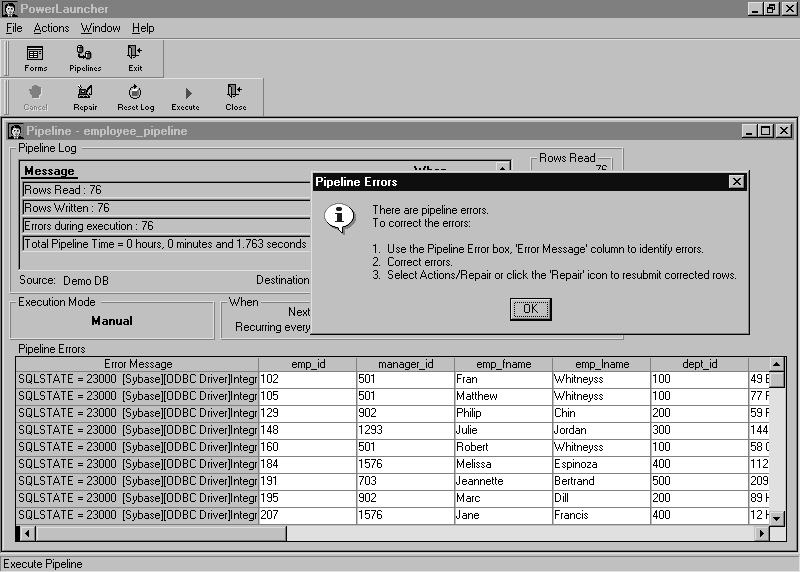 PowerLauncher
File Actions Window Help
Forms Pipelines Exit
Cancel Repair Reset Log Execute Close
Pipeline - employee_pipeline
Pipeline Log
Message When
Rows Read : 76
Rows Written : 76
Errors during execution : 76
Total Pipeline Time = 0 hours, 0 minutes and 1.763 seconds
Rows Read
76
Source: Demo DB Destination
Execution Mode
Manual
When
Next
Recurring every
Pipeline Errors
There are pipeline errors.
To correct the errors:
1. Use the Pipeline Error box, 'Error Message' column to identify errors.
2. Correct errors.
3. Select Actions/Repair or click the 'Repair' icon to resubmit corrected rows.
OK
Pipeline Errors
Error Message emp_id manager_id emp_fname emp_lname dept_id
SQLSTATE = 23000 [Sybase][ODBC Driver]Integr 102 501 Fran Whitneyss 100 49 E
SQLSTATE = 23000 [Sybase][ODBC Driver]Integr 105 501 Matthew Whitneyss 100 77 F
SQLSTATE = 23000 [Sybase][ODBC Driver]Integr 129 902 Philip Chin 200 59 F
SQLSTATE = 23000 [Sybase][ODBC Driver]Integr 148 1293 Julie Jordan 300 144
SQLSTATE = 23000 [Sybase][ODBC Driver]Integr 160 501 Robert Whitneyss 100 58
SQLSTATE = 23000 [Sybase][ODBC Driver]Integr 184 1576 Melissa Espinoza 400 112
SQLSTATE = 23000 [Sybase][ODBC Driver]Integr 191 703 Jeannette Bertrand 500 209
SQLSTATE = 23000 [Sybase][ODBC Driver]Integr 195 902 Marc Dill 200 89
SQLSTATE = 23000 [Sybase][ODBC Driver]Integr 207 1576 Jane Francis 400 12
Execute Pipeline